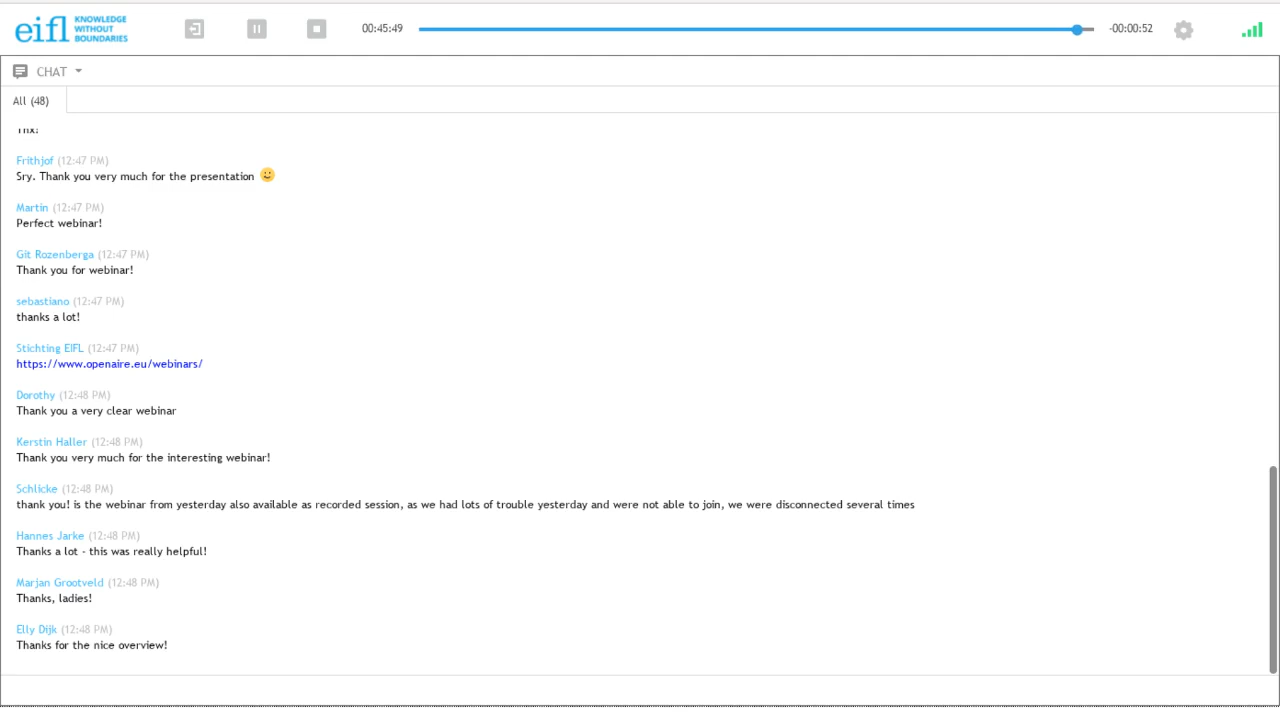 eifl KNOWLEDGE
WITHOUT
BOUNDARIES
00:45:49
-00:00:52
CHAT
All (48)
Thx!
Frithjof (12:47 PM)
Sry. Thank you very much for the presentation
Martin (12:47 PM)
Perfect webinar!
Git Rozenberga (12:47 PM)
Thank you for webinar!
sebastiano (12:47 PM)
thanks a lot!
Stichting EIFL (12:47 PM)
https://www.openaire.eu/webinars/
Dorothy (12:48 PM)
Thank you a very clear webinar
Kerstin Haller (12:48 PM)
Thank you very much for the interesting webinar!
Schlicke (12:48 PM)
thank you! is the webinar from yesterday also available as recorded session, as we had lots of trouble yesterday and were not able to join, we were disconnected several times
Hannes Jarke (12:48 PM)
Thanks a lot - this was really helpful!
Marjan Grootveld (12:48 PM)
Thanks, ladies!
Elly Dijk (12:48 PM)
Thanks for the nice overview!